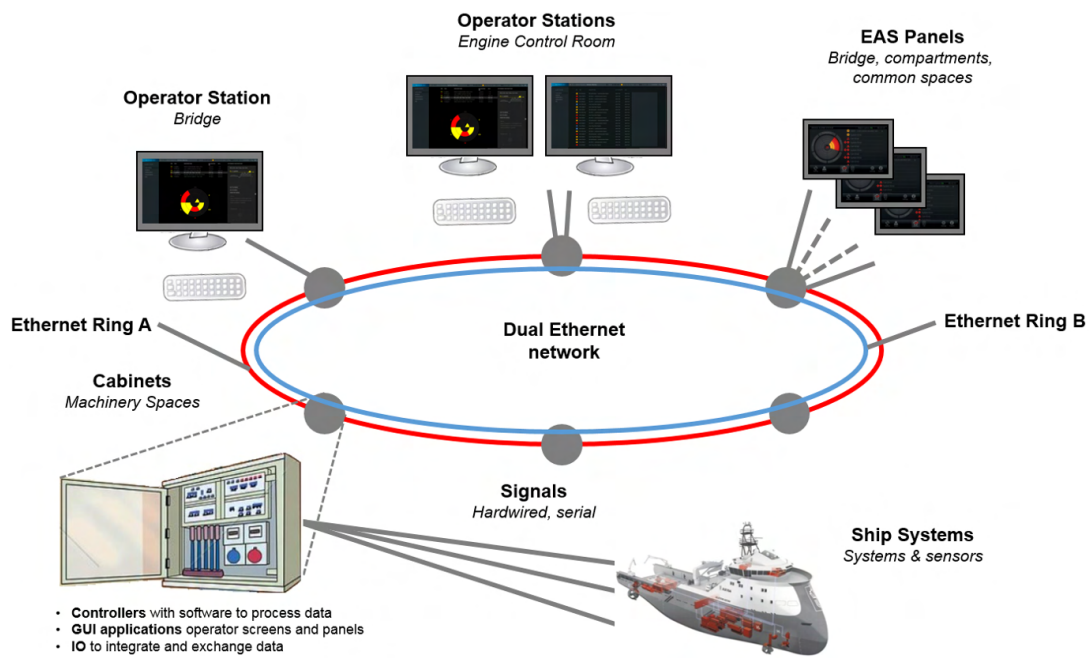 Operator Stations
Engine Control Room
EAS Panels
Bridge, compartments,
common spaces
Operator Station
Bridge
Ethernet Ring A
Dual Ethernet
network
Ethernet Ring B
Cabinets
Machinery Spaces
Signals
Hardwired, serial
Ship Systems
Systems & sensors
• Controllers with software to process data
• GUI applications operator screens and panels
• IO to integrate and exchange data